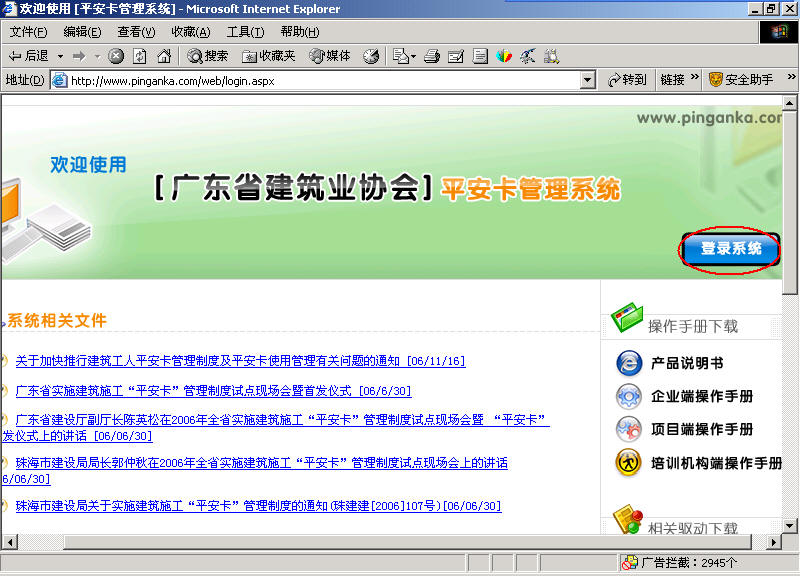 欢迎使用 [平安卡管理系统] - Microsoft Internet Explorer
文件(F) 编辑(E) 查看(V) 收藏(A) 工具(T) 帮助(H)
后退 搜索 收藏夹 媒体
地址(D) http://www.pinganka.com/web/login.aspx 转到 链接 » 安全助手 »
www.pinganka.com
欢迎使用
[广东省建筑业协会] 平安卡管理系统
登录系统
系统相关文件
关于加快推行建筑工人平安卡管理制度及平安卡使用管理有关问题的通知 [06/11/16]
广东省实施建筑施工“平安卡”管理制度试点现场会暨首发仪式 [06/6/30]
广东省建设厅副厅长陈英松在2006年全省实施建筑施工“平安卡”管理制度试点现场会暨 “平安卡”
发仪式上的讲话 [06/06/30]
珠海市建设局局长郭仲秋在2006年全省实施建筑施工“平安卡”管理制度试点现场会上的讲话
6/06/30]
珠海市建设局关于实施建筑施工“平安卡”管理制度的通知(珠建建[2006]107号)[06/06/30]
操作手册下载
产品说明书
企业端操作手册
项目端操作手册
培训机构端操作手册
相关驱动下载
广告拦截：2945个